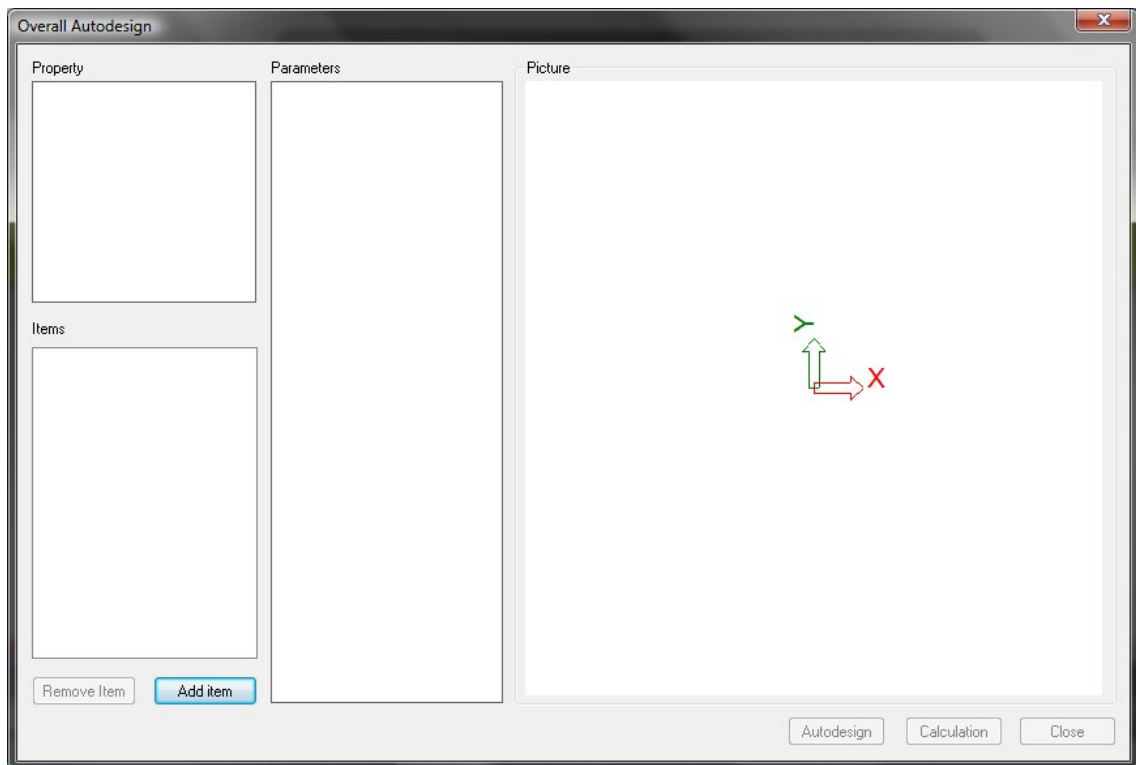 Overall Autodesign
Property
Parameters
Picture
Items
Y
X
Remove Item
Add item
Autodesign
Calculation
Close